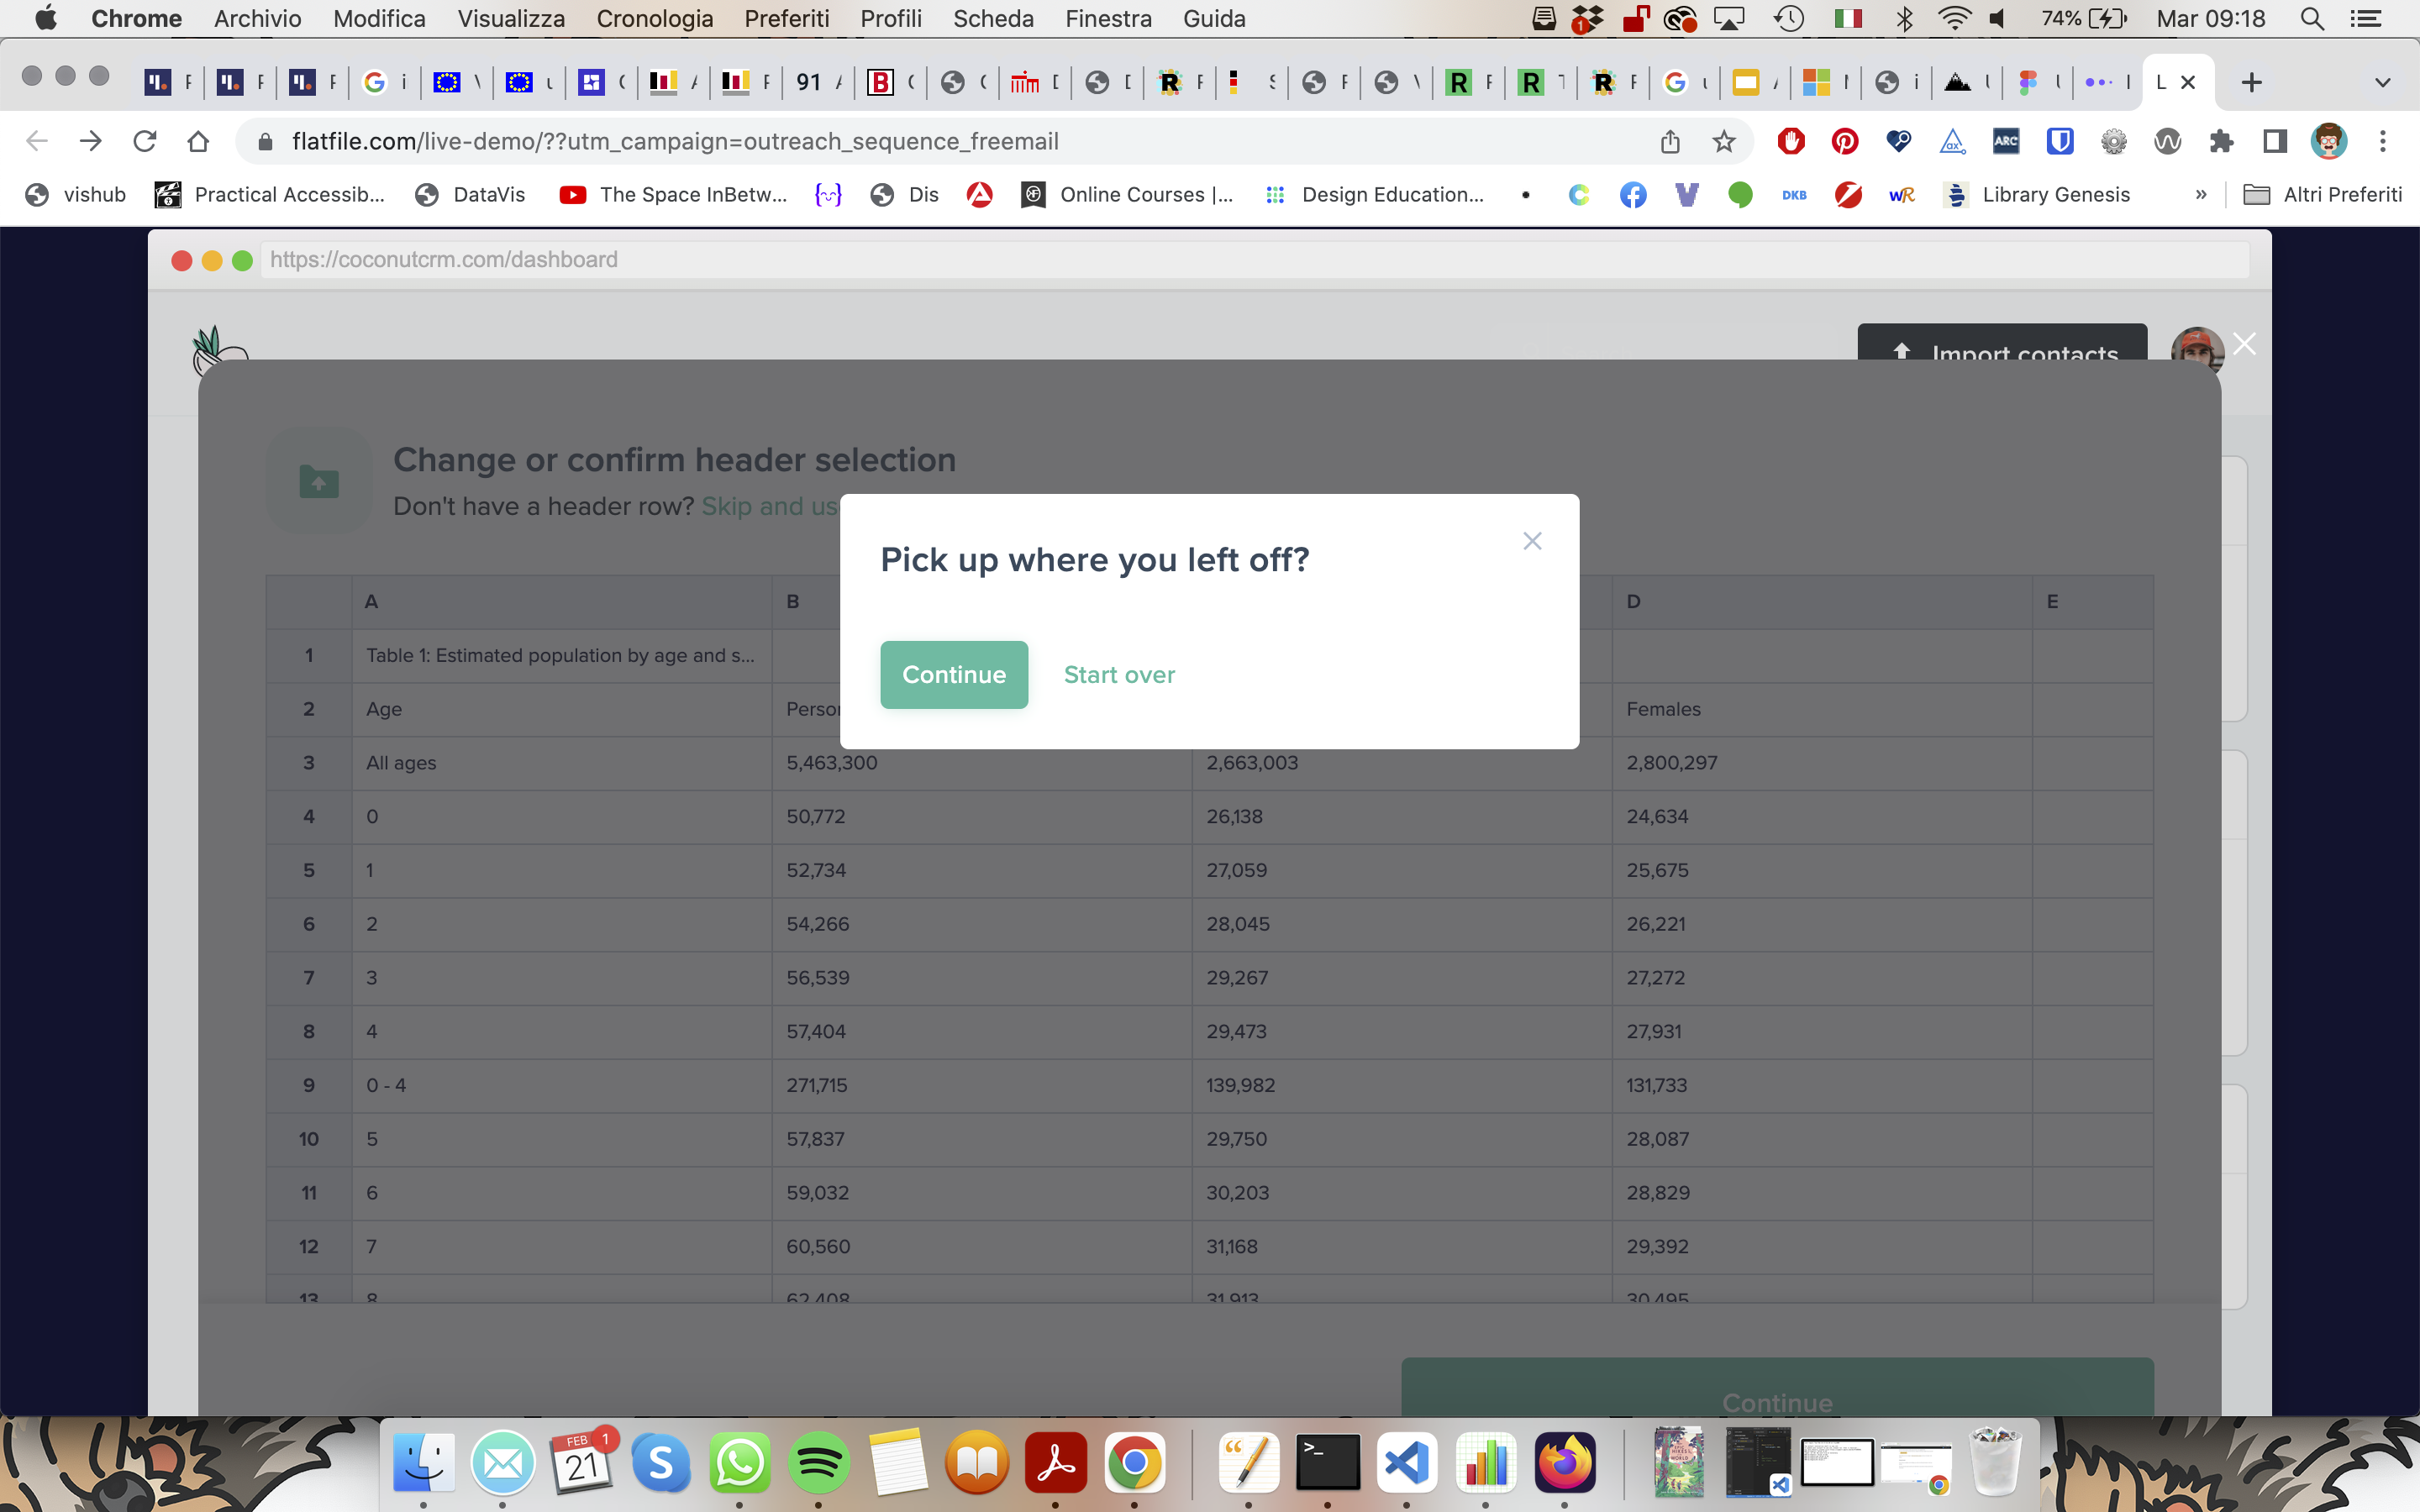 Chrome Archivio Modifica Visualizza Cronologia Preferiti Profili Scheda Finestra Guida 74% Mar 09:18
flatfile.com/live-demo/??utm_campaign=outreach_sequence_freemail
vishub Practical Accessib... DataVis The Space InBetw... Dis Online Courses |... Design Education... DKB wR Library Genesis » Altri Preferiti
https://coconutcrm.com/dashboard
Import contacts
Change or confirm header selection
Don't have a header row? Skip and us
Pick up where you left off?
Continue Start over
A B D E
1 Table 1: Estimated population by age and s...
2 Age Person Females
3 All ages 5,463,300 2,663,003 2,800,297
4 0 50,772 26,138 24,634
5 1 52,734 27,059 25,675
6 2 54,266 28,045 26,221
7 3 56,539 29,267 27,272
8 4 57,404 29,473 27,931
9 0 - 4 271,715 139,982 131,733
10 5 57,837 29,750 28,087
11 6 59,032 30,203 28,829
12 7 60,560 31,168 29,392
13 8 62,408 31,913 30,495
Continue
FEB 21 1